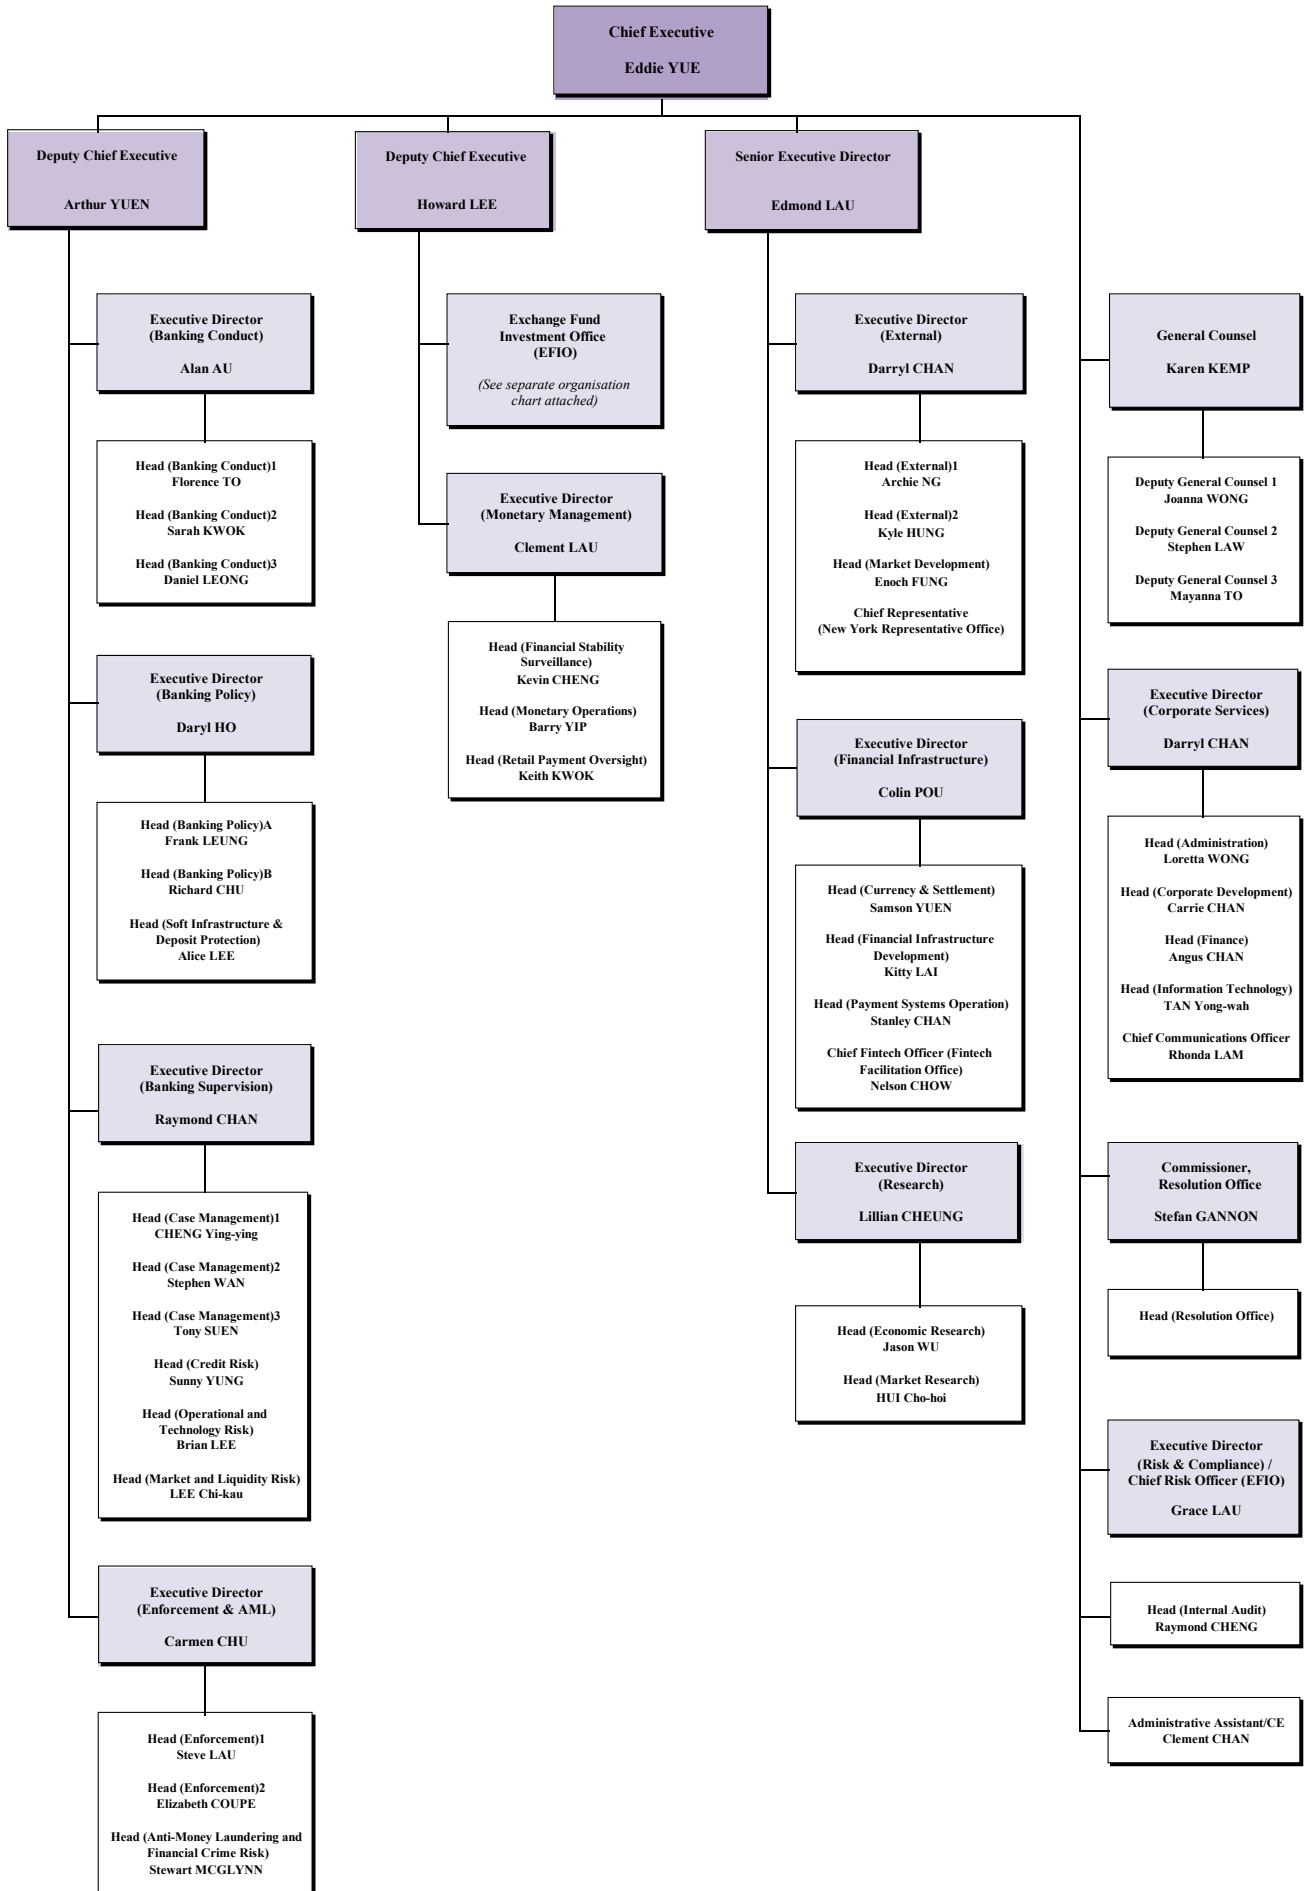 Chief Executive
Eddie YUE
Deputy Chief Executive
Arthur YUEN
Deputy Chief Executive
Howard LEE
Senior Executive Director
Edmond LAU
Executive Director
(Banking Conduct)
Alan AU
Head (Banking Conduct)1
Florence TO
Head (Banking Conduct)2
Sarah KWOK
Head (Banking Conduct)3
Daniel LEONG
Executive Director
(Banking Policy)
Daryl HO
Head (Banking Policy)A
Frank LEUNG
Head (Banking Policy)B
Richard CHU
Head (Soft Infrastructure &
Deposit Protection)
Alice LEE
Executive Director
(Banking Supervision)
Raymond CHAN
Head (Case Management)1
CHENG Ying-ying
Head (Case Management)2
Stephen WAN
Head (Case Management)3
Tony SUEN
Head (Credit Risk)
Sunny YUNG
Head (Operational and
Technology Risk)
Brian LEE
Head (Market and Liquidity Risk)
LEE Chi-kau
Executive Director
(Enforcement & AML)
Carmen CHU
Head (Enforcement)1
Steve LAU
Head (Enforcement)2
Elizabeth COUPE
Head (Anti-Money Laundering and
Financial Crime Risk)
Stewart MCGLYNN
Exchange Fund
Investment Office
(EFIO)
(See separate organisation
chart attached)
Executive Director
(Monetary Management)
Clement LAU
Head (Financial Stability
Surveillance)
Kevin CHENG
Head (Monetary Operations)
Barry YIP
Head (Retail Payment Oversight)
Keith KWOK
Executive Director
(External)
Darryl CHAN
Head (External)1
Archie NG
Head (External)2
Kyle HUNG
Head (Market Development)
Enoch FUNG
Chief Representative
(New York Representative Office)
Executive Director
(Financial Infrastructure)
Colin POU
Head (Currency & Settlement)
Samson YUEN
Head (Financial Infrastructure
Development)
Kitty LAI
Head (Payment Systems Operation)
Stanley CHAN
Chief Fintech Officer (Fintech
Facilitation Office)
Nelson CHOW
Executive Director
(Research)
Lillian CHEUNG
Head (Economic Research)
Jason WU
Head (Market Research)
HUI Cho-hoi
General Counsel
Karen KEMP
Deputy General Counsel 1
Joanna WONG
Deputy General Counsel 2
Stephen LAW
Deputy General Counsel 3
Mayanna TO
Executive Director
(Corporate Services)
Darryl CHAN
Head (Administration)
Loretta WONG
Head (Corporate Development)
Carrie CHAN
Head (Finance)
Angus CHAN
Head (Information Technology)
TAN Yong-wah
Chief Communications Officer
Rhonda LAM
Commissioner,
Resolution Office
Stefan GANNON
Head (Resolution Office)
Executive Director
(Risk & Compliance) /
Chief Risk Officer (EFIO)
Grace LAU
Head (Internal Audit)
Raymond CHENG
Administrative Assistant/CE
Clement CHAN